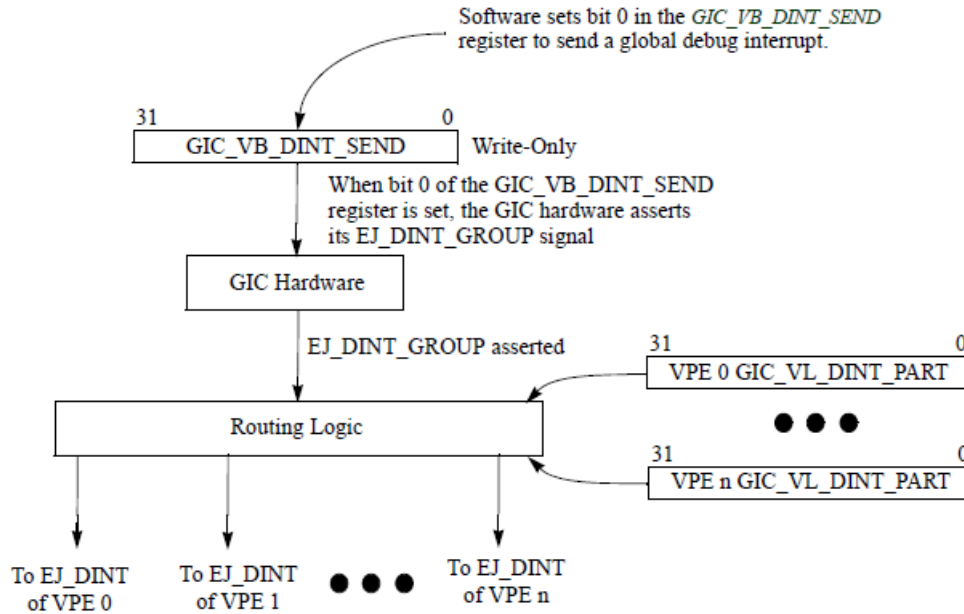 Software sets bit 0 in the GIC_VB_DINT_SEND
register to send a global debug interrupt.
31 0
GIC_VB_DINT_SEND Write-Only
When bit 0 of the GIC_VB_DINT_SEND
register is set, the GIC hardware asserts
its EJ_DINT_GROUP signal
GIC Hardware
EJ_DINT_GROUP asserted
31 0
VPE 0 GIC_VL_DINT_PART
Routing Logic
31 0
VPE n GIC_VL_DINT_PART
To EJ_DINT
of VPE 0
To EJ_DINT
of VPE 1
To EJ_DINT
of VPE n